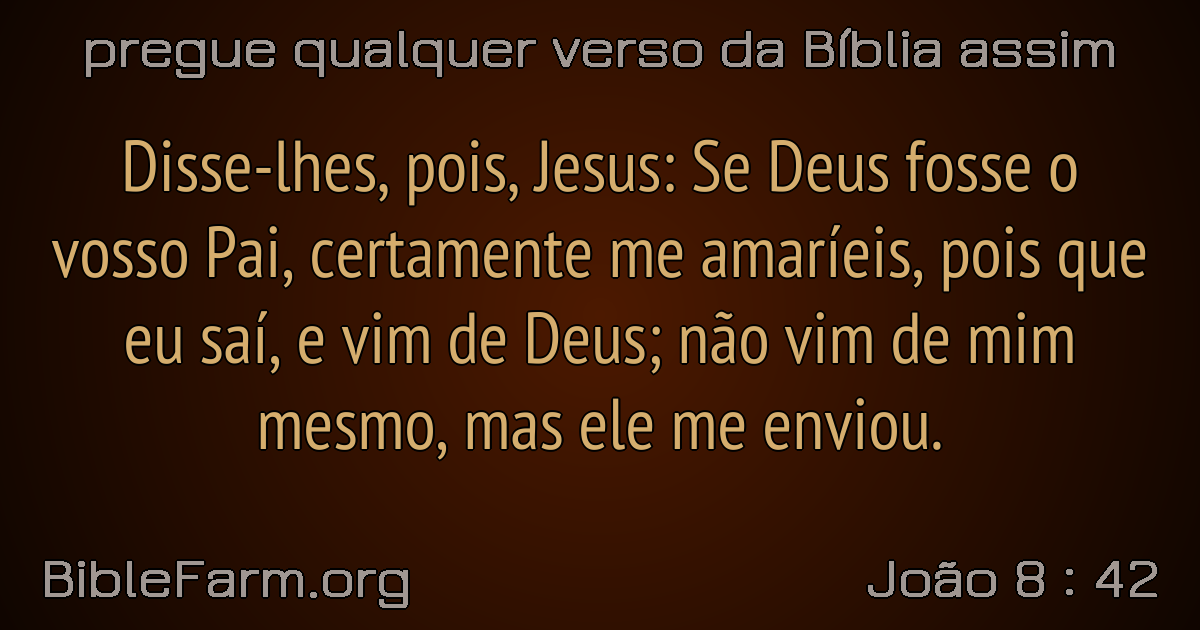 pregue qualquer verso da Bíblia assim
Disse-lhes, pois, Jesus: Se Deus fosse o
vosso Pai, certamente me amaríeis, pois que
eu saí, e vim de Deus; não vim de mim
mesmo, mas ele me enviou.
BibleFarm.org
João 8 : 42